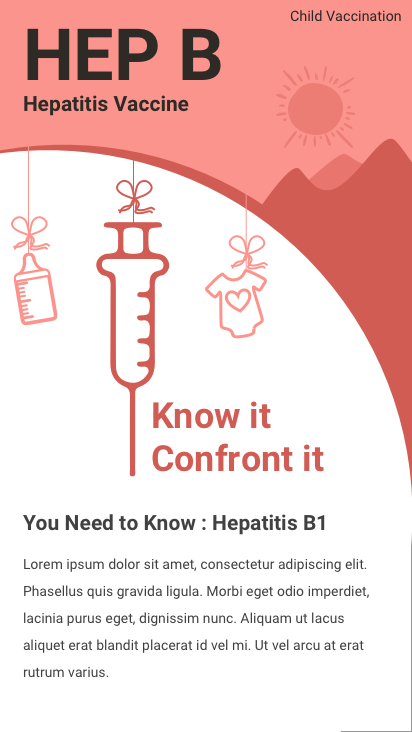 Child Vaccination
HEP B
Hepatitis Vaccine
Know it
Confront it
You Need to Know : Hepatitis B1
Lorem ipsum dolor sit amet, consectetur adipiscing elit.
Phasellus quis gravida ligula. Morbi eget odio imperdiet,
lacinia purus eget, dignissim nunc. Aliquam ut lacus
aliquet erat blandit placerat id vel mi. Ut vel arcu at erat
rutrum varius.